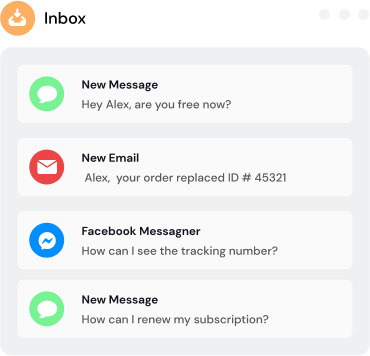 Inbox
New Message
Hey Alex, are you free now?
New Email
Alex, your order replaced ID # 45321
Facebook Messagner
How can I see the tracking number?
New Message
How can I renew my subscription?